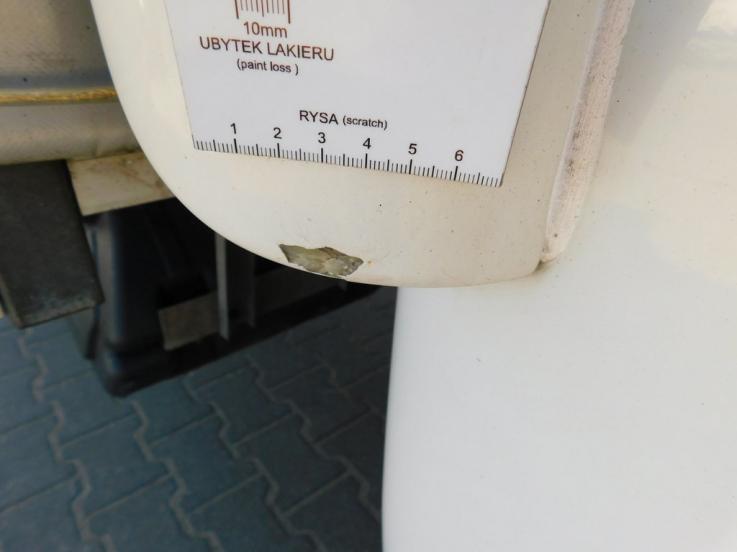 10mm
UBYTEK LAKIERU
(paint loss )
RYSA (scratch)
1 2 3 4 5 6